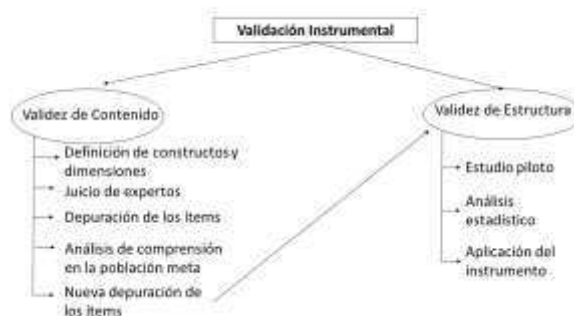 Validación Instrumental
Validez de Contenido
Definición de constructos y
dimensiones
Juicio de expertos
Depuración de los ítems
Análisis de comprensión
en la población meta
Nueva depuración de
los ítems
Validez de Estructura
Estudio piloto
Análisis
estadístico
Aplicación del
instrumento